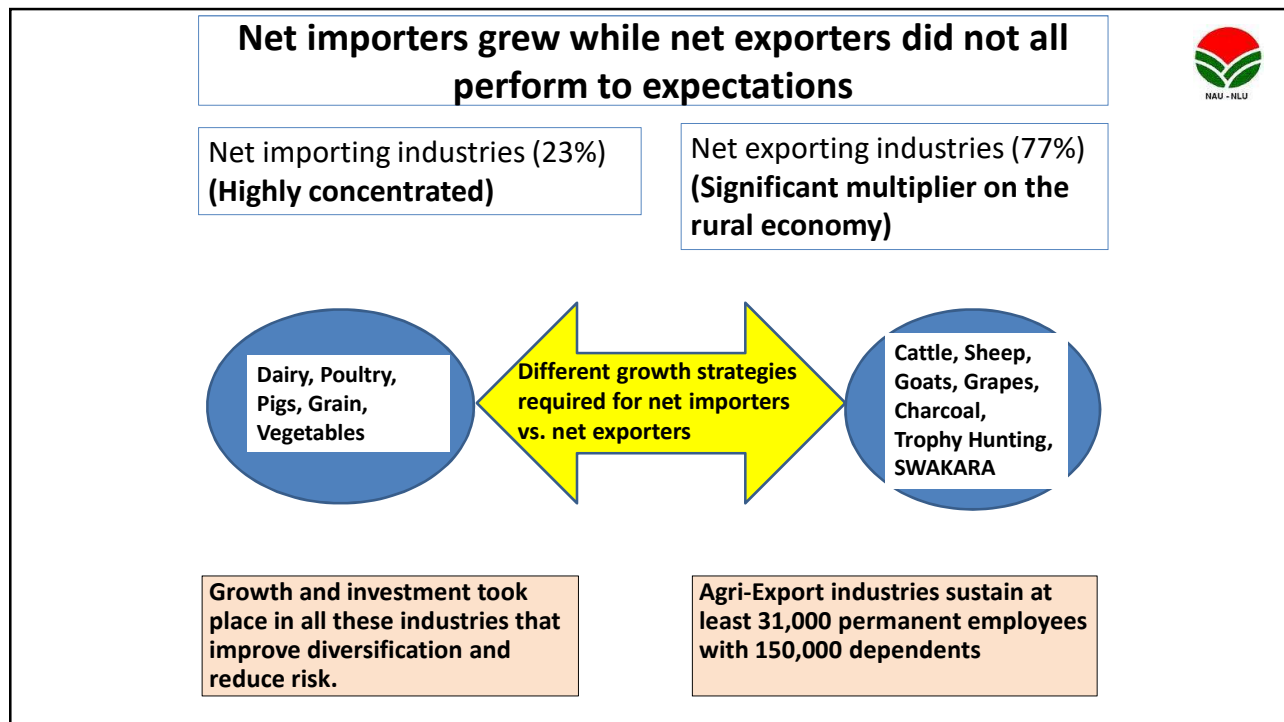 Net importers grew while net exporters did not all
perform to expectations
NAU - NLU
Net importing industries (23%)
(Highly concentrated)
Net exporting industries (77%)
(Significant multiplier on the
rural economy)
Dairy, Poultry,
Pigs, Grain,
Vegetables
Different growth strategies
required for net importers
vs. net exporters
Cattle, Sheep,
Goats, Grapes,
Charcoal,
Trophy Hunting,
SWAKARA
Growth and investment took
place in all these industries that
improve diversification and
reduce risk.
Agri-Export industries sustain at
least 31,000 permanent employees
with 150,000 dependents